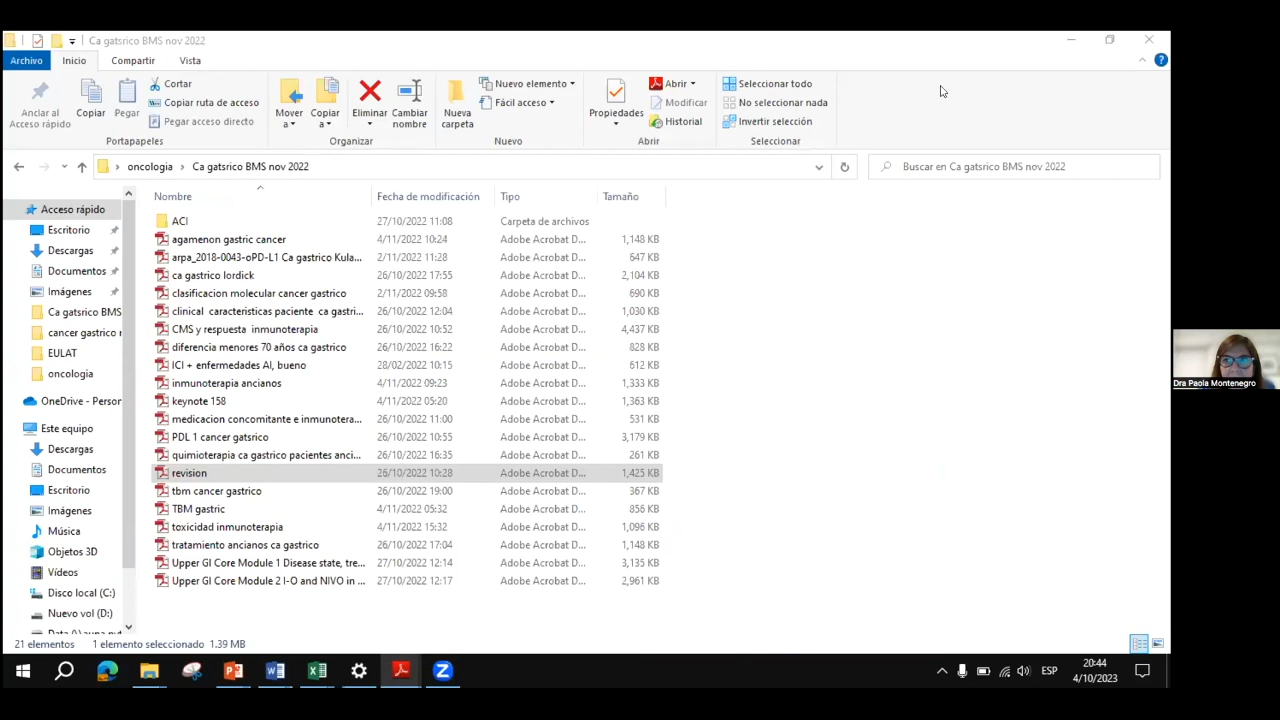 Ca gatsrico BMS nov 2022
Archivo Inicio Compartir Vista
Anclar al Acceso rápido
Copiar
Pegar
Cortar
Copiar ruta de acceso
Pegar acceso directo
Portapapeles
Mover a
Copiar a
Eliminar
Cambiar nombre
Organizar
Nueva carpeta
Nuevo elemento
Fácil acceso
Nuevo
Propiedades
Abrir
Modificar
Historial
Abrir
Seleccionar todo
No seleccionar nada
Invertir selección
Seleccionar
oncologia > Ca gatsrico BMS nov 2022
Buscar en Ca gatsrico BMS nov 2022
Acceso rápido
Escritorio
Descargas
Documentos
Imágenes
Ca gatsrico BMS
cancer gastrico r
EULAT
oncologia
OneDrive - Person
Este equipo
Descargas
Documentos
Escritorio
Imágenes
Música
Objetos 3D
Vídeos
Disco local (C:)
Nuevo vol (D:)
Nombre Fecha de modificación Tipo Tamaño
ACI 27/10/2022 11:08 Carpeta de archivos
agamenon gastric cancer 4/11/2022 10:24 Adobe Acrobat D... 1,148 KB
arpa_2018-0043-oPD-L1 Ca gastrico Kula... 2/11/2022 11:28 Adobe Acrobat D... 647 KB
ca gastrico lordick 26/10/2022 17:55 Adobe Acrobat D... 2,104 KB
clasificacion molecular cancer gastrico 2/11/2022 09:58 Adobe Acrobat D... 690 KB
clinical caracteristicas paciente ca gastri... 26/10/2022 12:04 Adobe Acrobat D... 1,030 KB
CMS y respuesta inmunoterapia 26/10/2022 10:52 Adobe Acrobat D... 4,437 KB
diferencia menores 70 años ca gastrico 26/10/2022 16:22 Adobe Acrobat D... 828 KB
ICI + enfermedades AI, bueno 28/02/2022 10:15 Adobe Acrobat D... 612 KB
inmunoterapia ancianos 4/11/2022 09:23 Adobe Acrobat D... 1,333 KB
keynote 158 4/11/2022 05:20 Adobe Acrobat D... 1,363 KB
medicacion concomitante e inmunotera... 26/10/2022 11:00 Adobe Acrobat D... 531 KB
PDL 1 cancer gatsrico 26/10/2022 10:55 Adobe Acrobat D... 3,179 KB
quimioterapia ca gastrico pacientes anci... 26/10/2022 16:35 Adobe Acrobat D... 261 KB
revision 26/10/2022 10:28 Adobe Acrobat D... 1,425 KB
tbm cancer gastrico 26/10/2022 19:00 Adobe Acrobat D... 367 KB
TBM gastric 4/11/2022 05:32 Adobe Acrobat D... 856 KB
toxicidad inmunoterapia 4/11/2022 15:32 Adobe Acrobat D... 1,096 KB
tratamiento ancianos ca gastrico 26/10/2022 17:04 Adobe Acrobat D... 1,148 KB
Upper GI Core Module 1 Disease state, tre... 27/10/2022 12:14 Adobe Acrobat D... 3,135 KB
Upper GI Core Module 2 I-O and NIVO in ... 27/10/2022 12:17 Adobe Acrobat D... 2,961 KB
Dra Paola Montenegro
21 elementos 1 elemento seleccionado 1.39 MB
ESP
20:44
4/10/2023